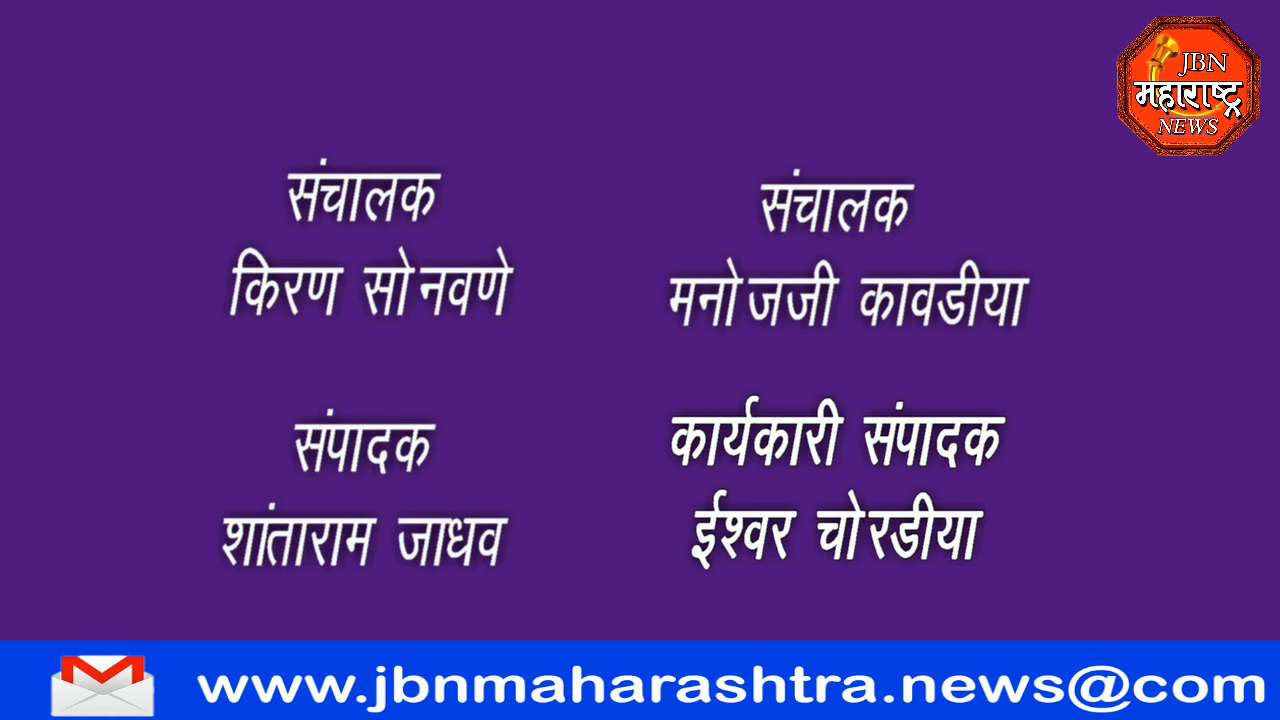 JBN
महाराष्ट्र
NEWS
संचालक
किरण सोनवणे
संचालक
मनोजजी कावडीया
संपादक
शांताराम जाधव
कार्यकारी संपादक
ईश्वर चोरडीया
www.jbnmaharashtra.news@com